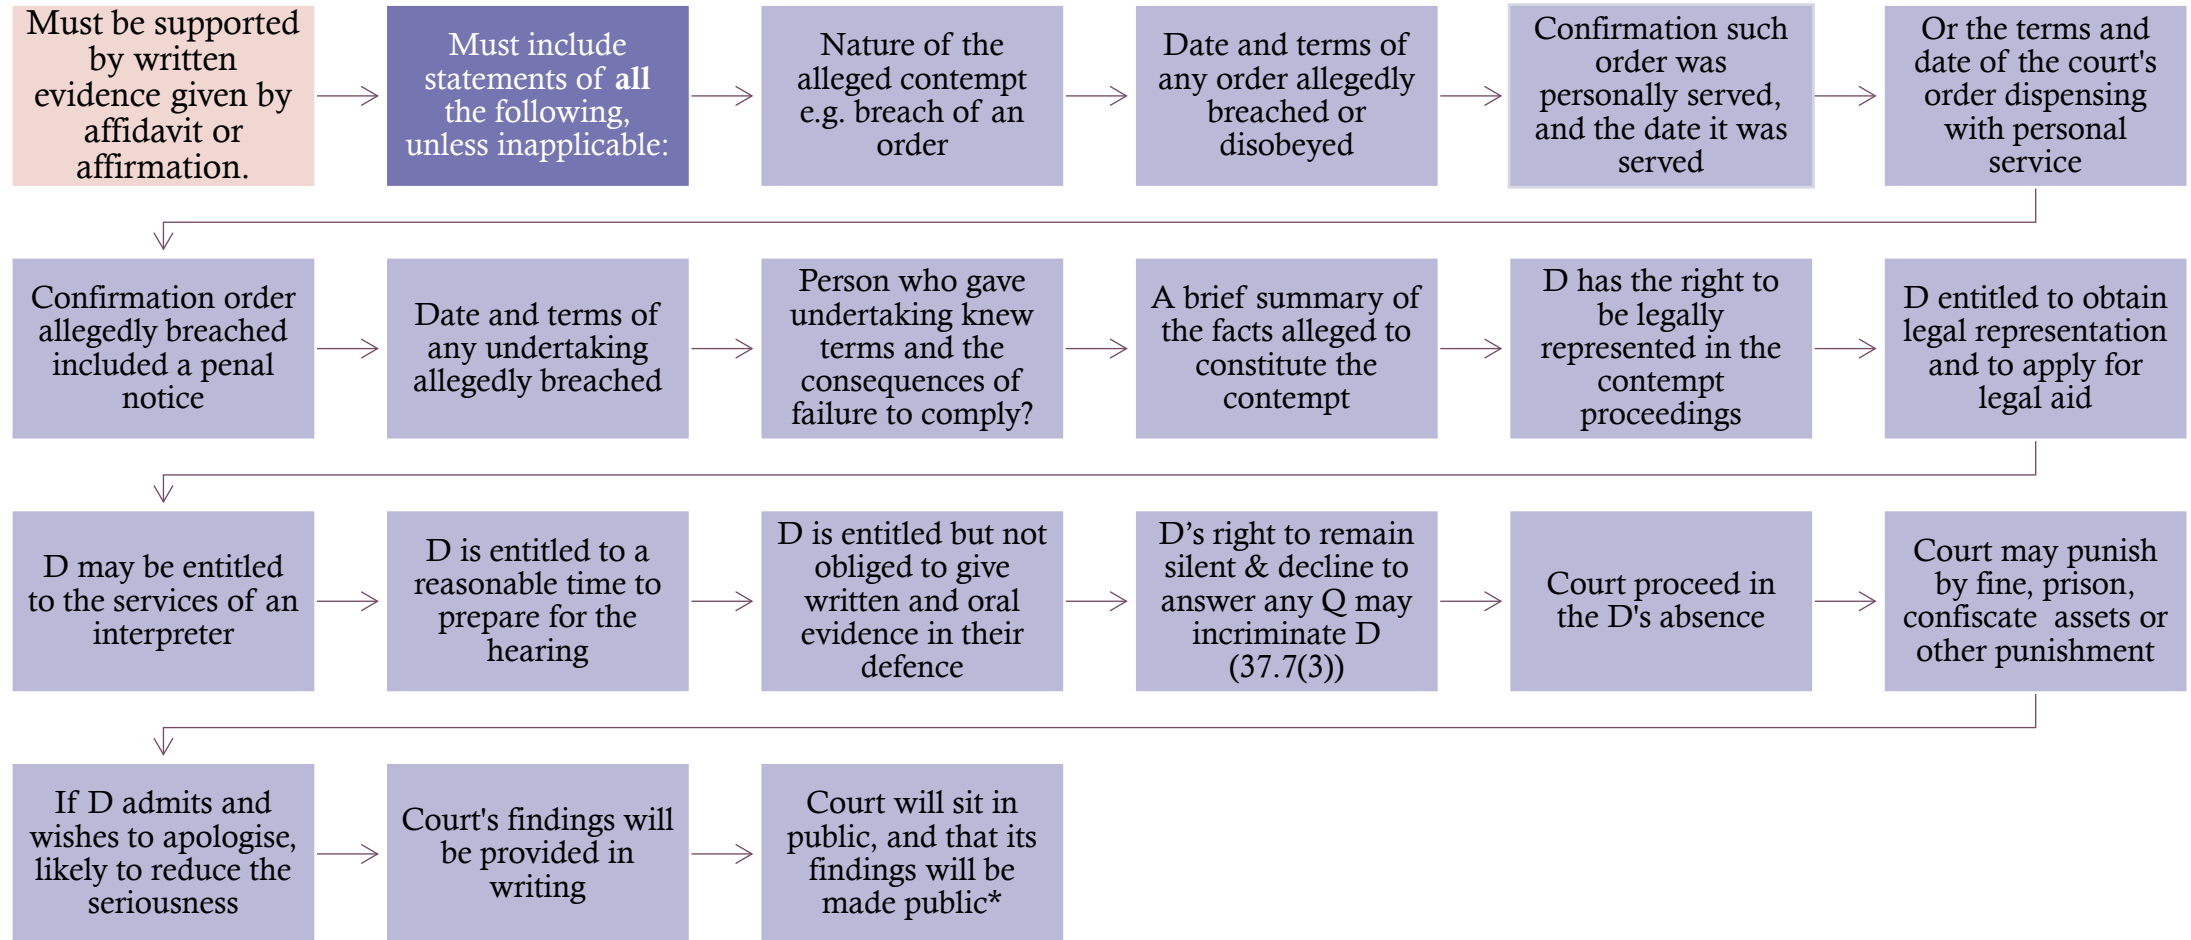 Must be supported
by written
evidence given by
affidavit or
affirmation.
Must include
statements of all
the following,
unless inapplicable:
Nature of the
alleged contempt
e.g. breach of an
order
Date and terms of
any order allegedly
breached or
disobeyed
Confirmation such
order was
personally served,
and the date it was
served
Or the terms and
date of the court's
order dispensing
with personal
service
Confirmation order
allegedly breached
included a penal
notice
Date and terms of
any undertaking
allegedly breached
Person who gave
undertaking knew
terms and the
consequences of
failure to comply?
A brief summary of
the facts alleged to
constitute the
contempt
D has the right to
be legally
represented in the
contempt
proceedings
D entitled to obtain
legal representation
and to apply for
legal aid
D may be entitled
to the services of an
interpreter
D is entitled to a
reasonable time to
prepare for the
hearing
D is entitled but not
obliged to give
written and oral
evidence in their
defence
D’s right to remain
silent & decline to
answer any Q may
incriminate D
(37.7(3))
Court proceed in
the D's absence
Court may punish
by fine, prison,
confiscate assets or
other punishment
If D admits and
wishes to apologise,
likely to reduce the
seriousness
Court's findings will
be provided in
writing
Court will sit in
public, and that its
findings will be
made public*